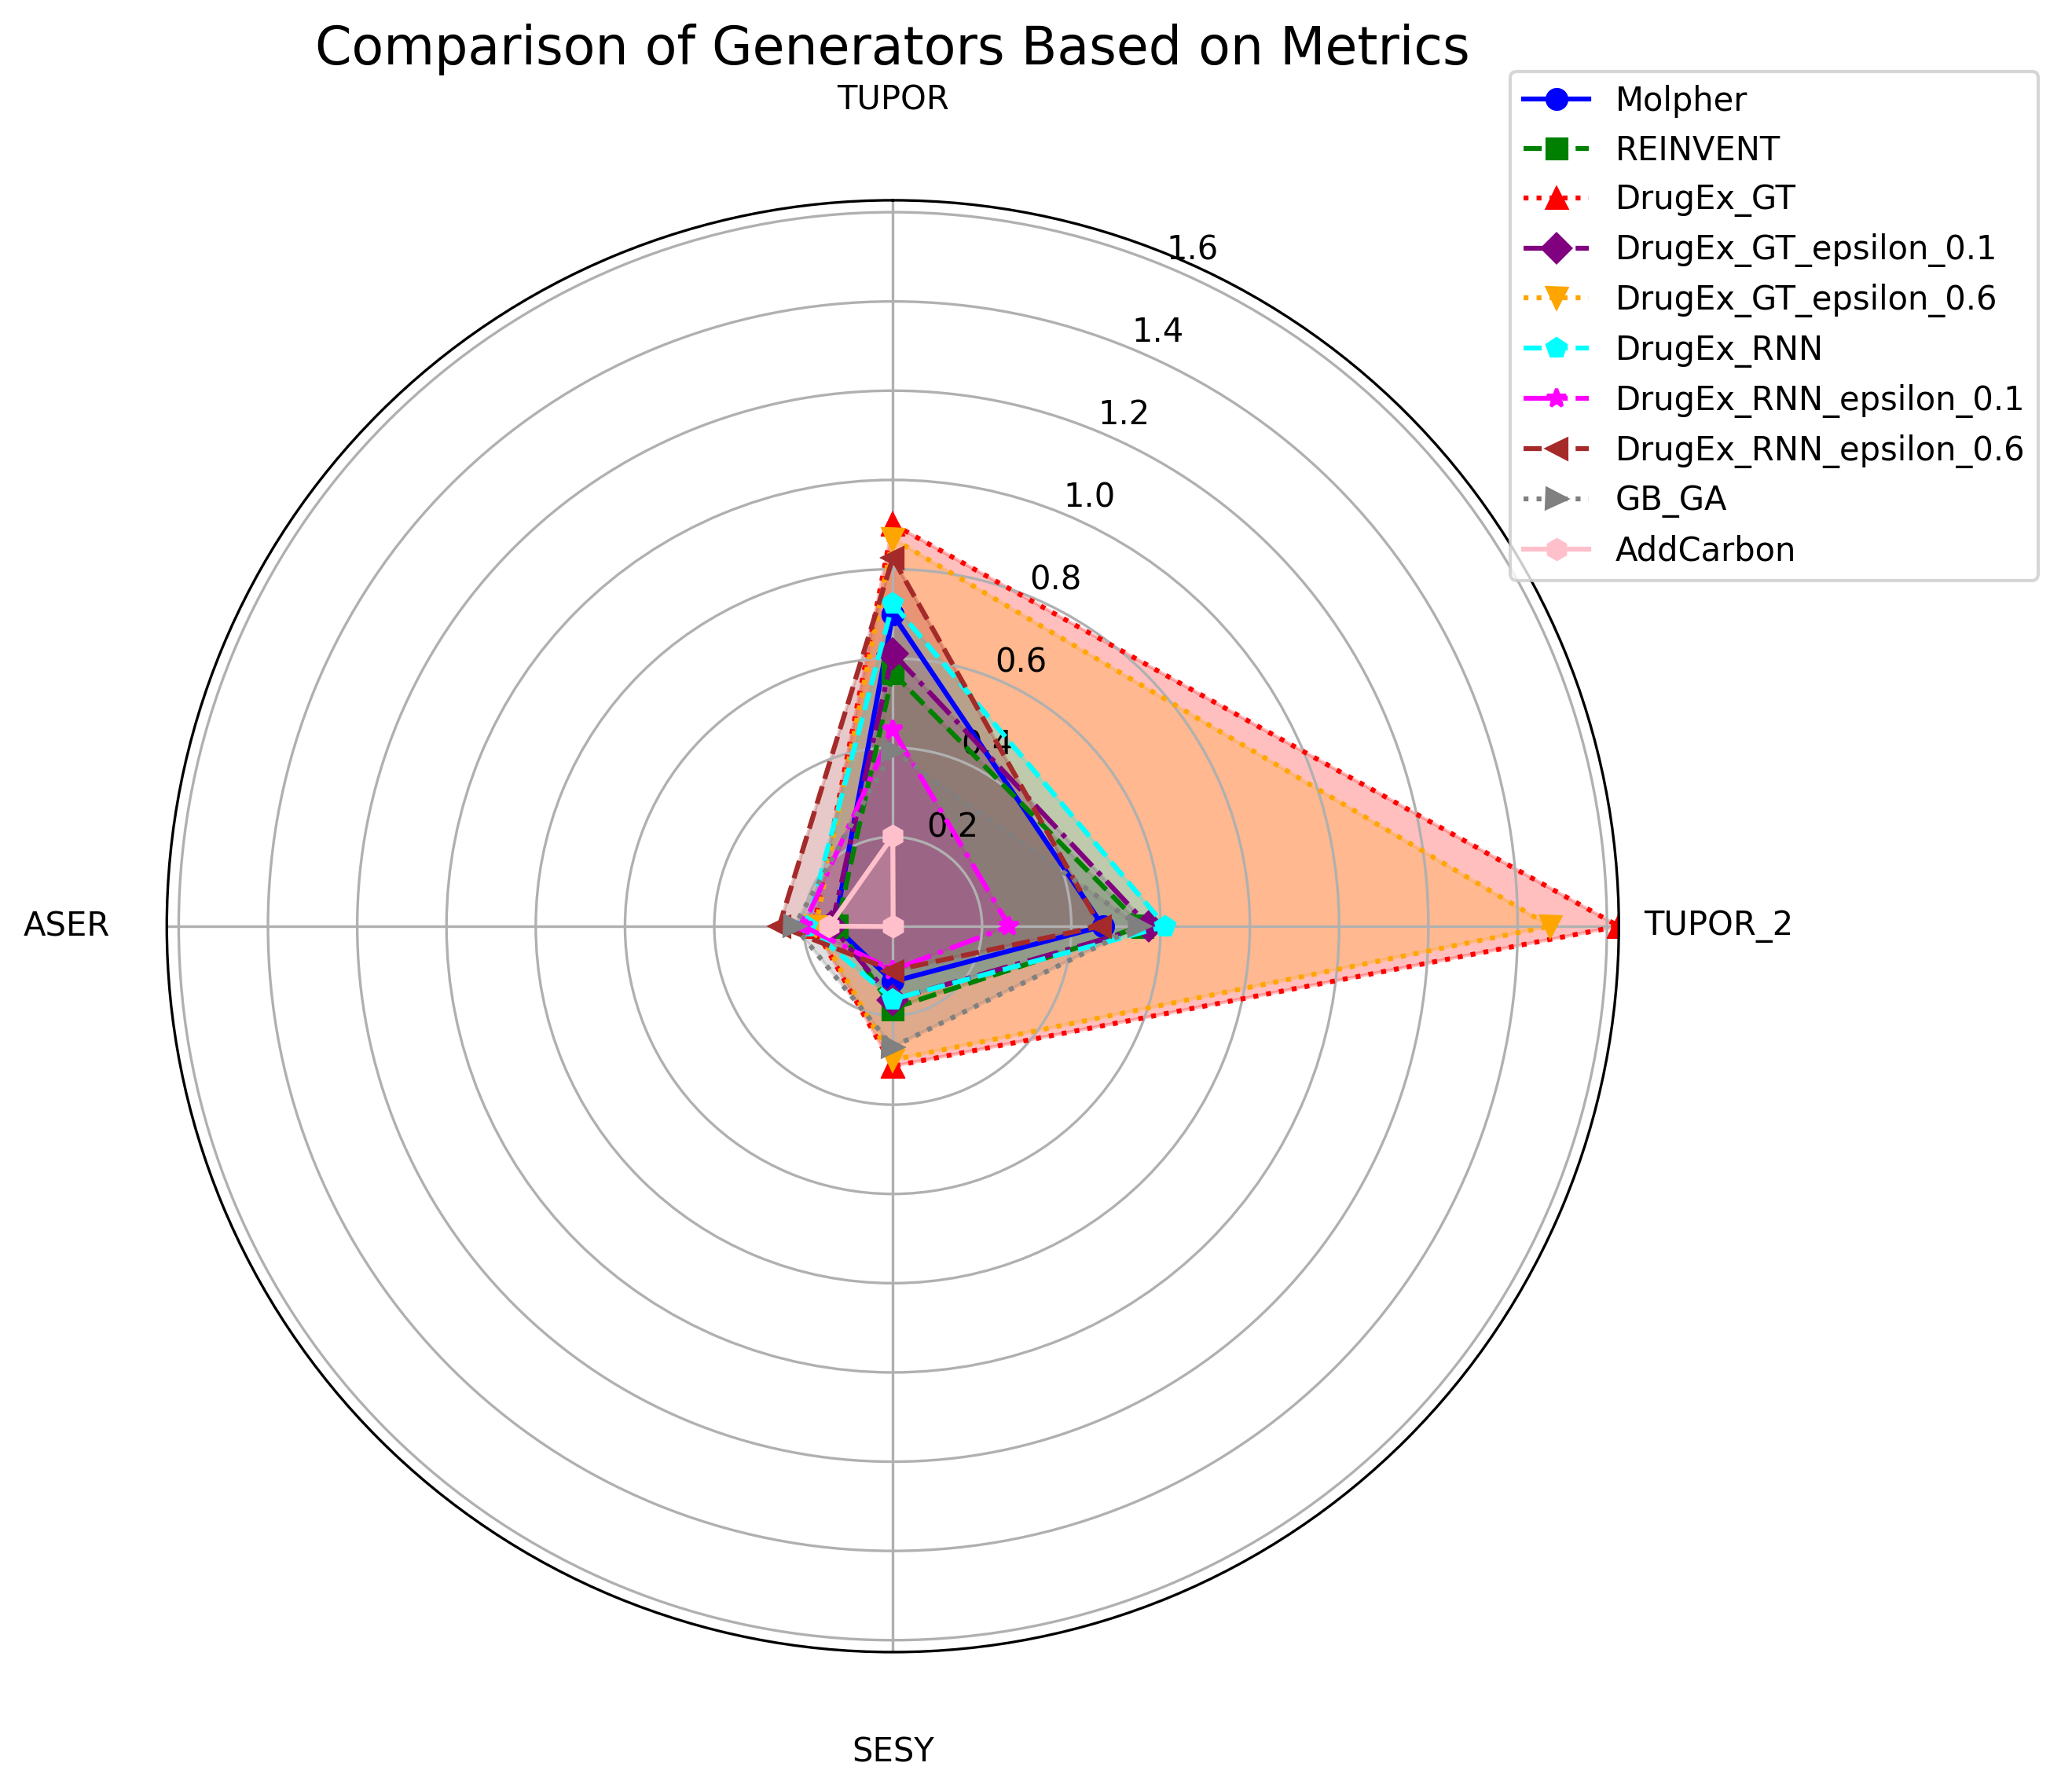 Comparison of Generators Based on Metrics
TUPOR
Molpher
REINVENT
DrugEx_GT
DrugEx_GT_epsilon_0.1
DrugEx_GT_epsilon_0.6
DrugEx_RNN
DrugEx_RNN_epsilon_0.1
DrugEx_RNN_epsilon_0.6
GB_GA
AddCarbon
1.6
1.4
1.2
1.0
0.8
0.6
0.4
0.2
ASER
TUPOR_2
SESY